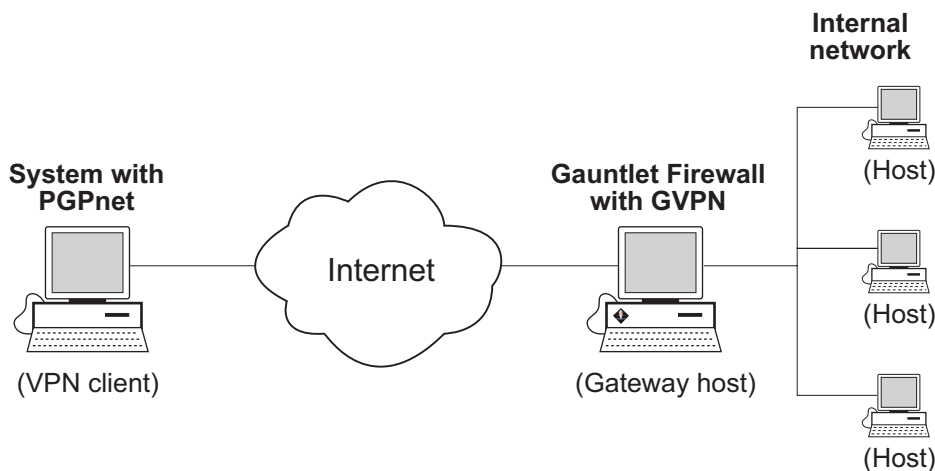 Internal
network
(Host)
System with
PGPnet
Gauntlet Firewall
with GVPN
Internet
(Host)
(VPN client)
(Gateway host)
(Host)